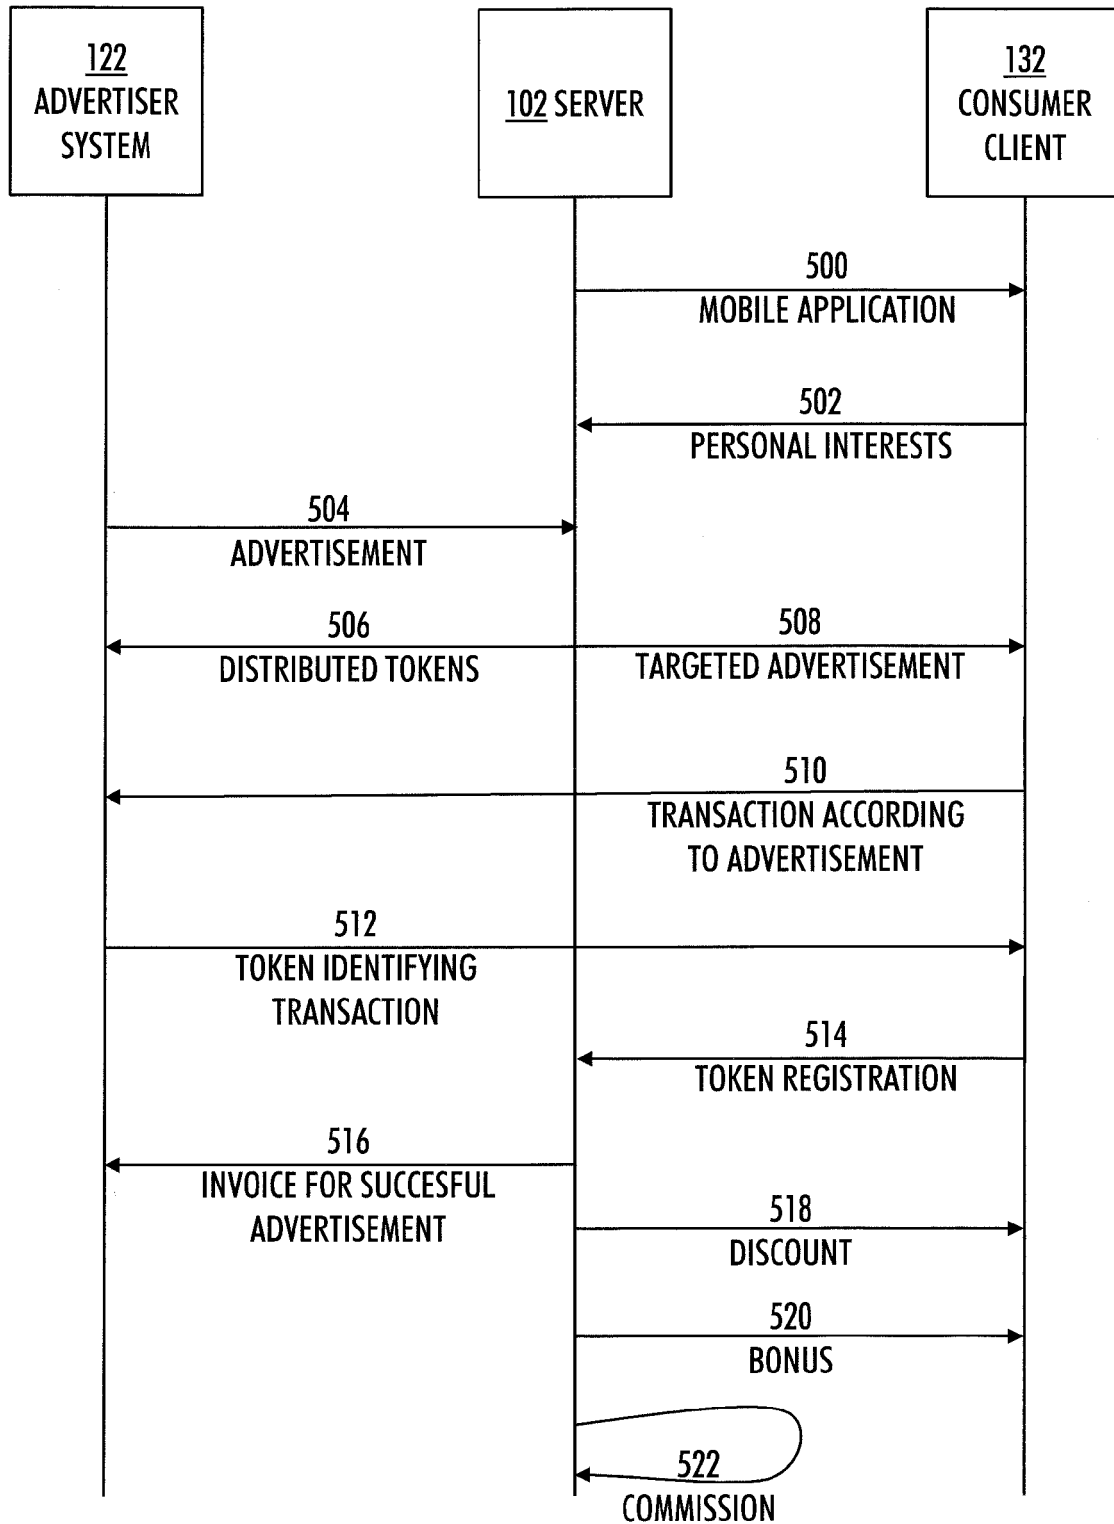 122
ADVERTISER
SYSTEM
102 SERVER
132
CONSUMER
CLIENT
500
MOBILE APPLICATION
502
PERSONAL INTERESTS
504
ADVERTISEMENT
506
DISTRIBUTED TOKENS
508
TARGETED ADVERTISEMENT
510
TRANSACTION ACCORDING
TO ADVERTISEMENT
512
TOKEN IDENTIFYING
TRANSACTION
514
TOKEN REGISTRATION
516
INVOICE FOR SUCCESFUL
ADVERTISEMENT
518
DISCOUNT
520
BONUS
522
COMMISSION